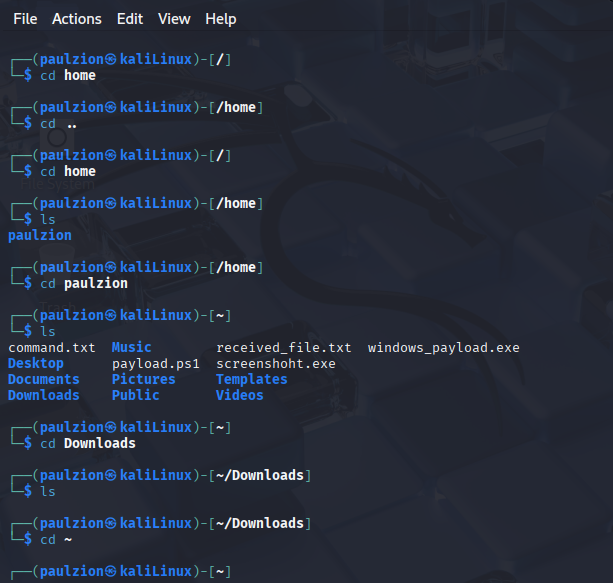 File Actions Edit View Help
┌──(paulzion㉿kaliLinux)-[/]
└─$ cd home
┌──(paulzion㉿kaliLinux)-[/home]
└─$ cd ..
┌──(paulzion㉿kaliLinux)-[/]
└─$ cd home
┌──(paulzion㉿kaliLinux)-[/home]
└─$ ls
paulzion
┌──(paulzion㉿kaliLinux)-[/home]
└─$ cd paulzion
┌──(paulzion㉿kaliLinux)-[~]
└─$ ls
command.txt Music received_file.txt windows_payload.exe
Desktop payload.ps1 screenshoht.exe
Documents Pictures Templates
Downloads Public Videos
┌──(paulzion㉿kaliLinux)-[~]
└─$ cd Downloads
┌──(paulzion㉿kaliLinux)-[~/Downloads]
└─$ ls
┌──(paulzion㉿kaliLinux)-[~/Downloads]
└─$ cd ~
┌──(paulzion㉿kaliLinux)-[~]